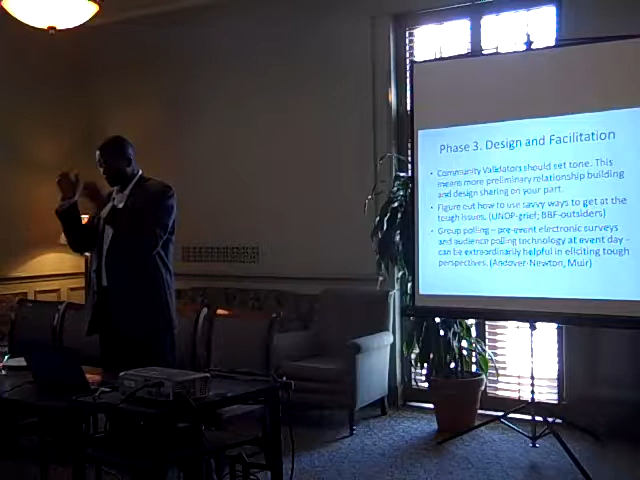 Phase 3. Design and Facilitation
• Community Validators should set tone. This
means more preliminary relationship building
and design sharing on your part.
• Figure out how to use savvy ways to get at the
tough issues. (UNOP-grief; BBF-outsiders)
• Group polling – pre-event electronic surveys
and audience polling technology at event day -
can be extraordinarily helpful in eliciting tough
perspectives. (Andover-Newton, Muir)